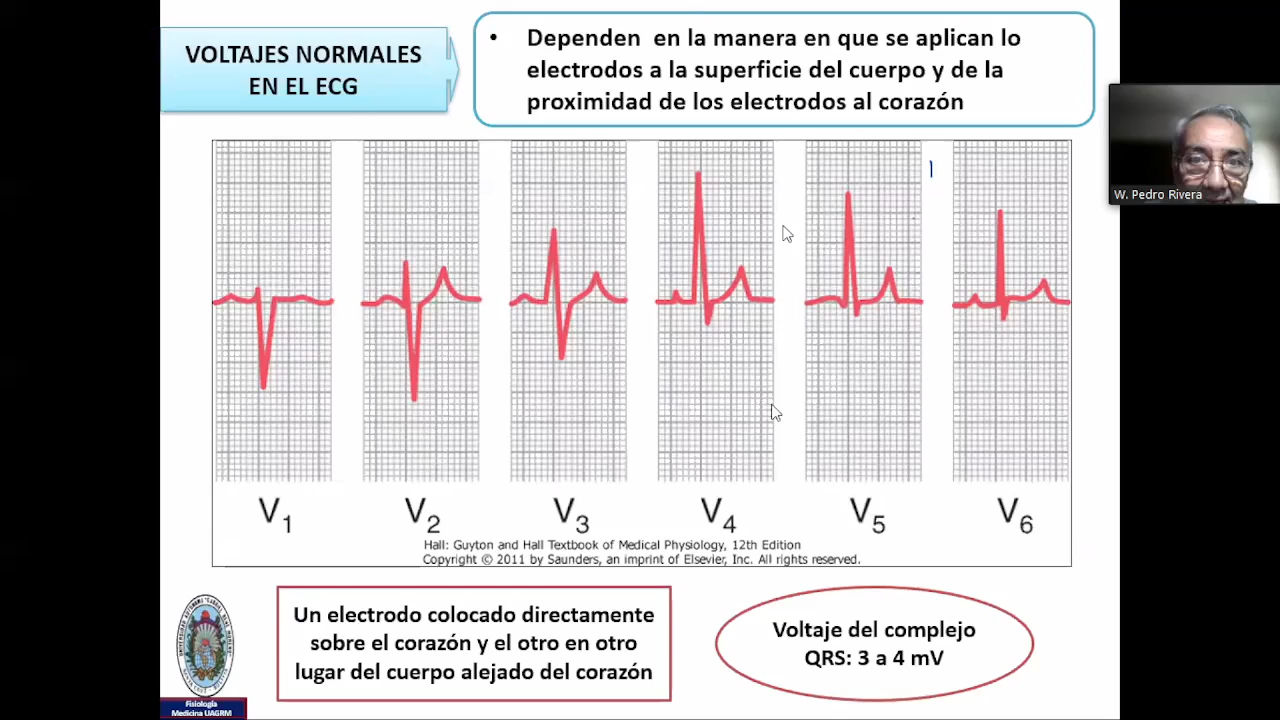 VOLTAJES NORMALES
EN EL ECG
• Dependen en la manera en que se aplican lo
electrodos a la superficie del cuerpo y de la
proximidad de los electrodos al corazón
W. Pedro Rivera
V1 V2 V3 V4 V5 V6
Hall: Guyton and Hall Textbook of Medical Physiology, 12th Edition
Copyright © 2011 by Saunders, an imprint of Elsevier, Inc. All rights reserved.
Un electrodo colocado directamente
sobre el corazón y el otro en otro
lugar del cuerpo alejado del corazón
Voltaje del complejo
QRS: 3 a 4 mV
Fisiología
Medicina UAGRM